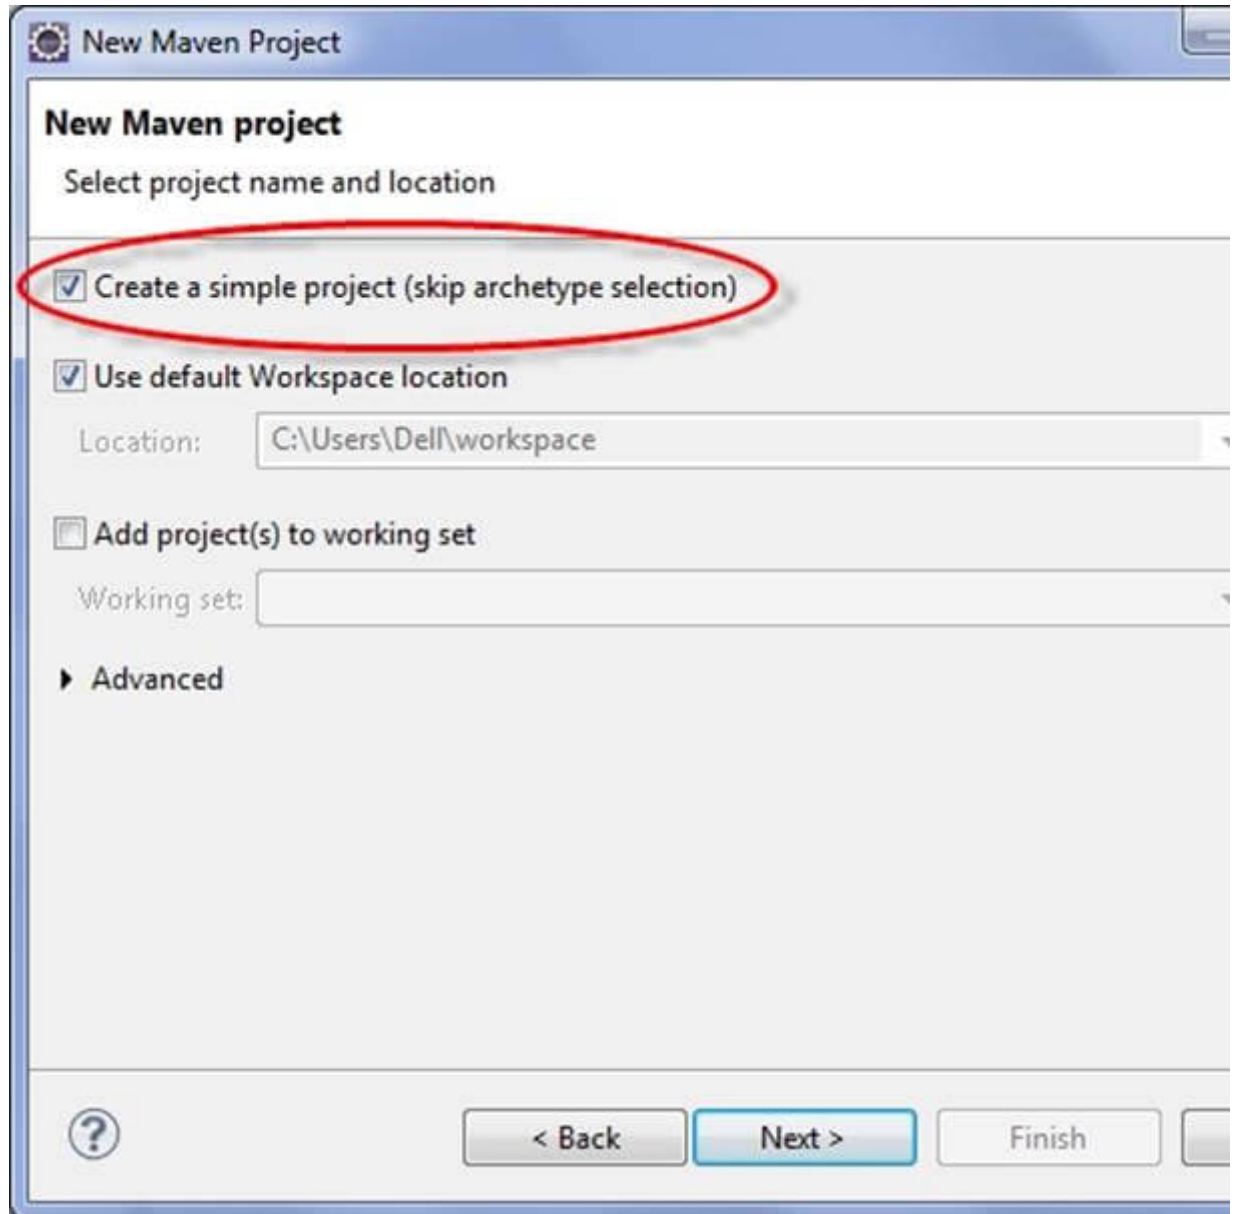 New Maven Project
New Maven project
Select project name and location
Create a simple project (skip archetype selection)
Use default Workspace location
Location: C:\Users\Dell\workspace
Add project(s) to working set
Working set:
Advanced
? < Back Next > Finish